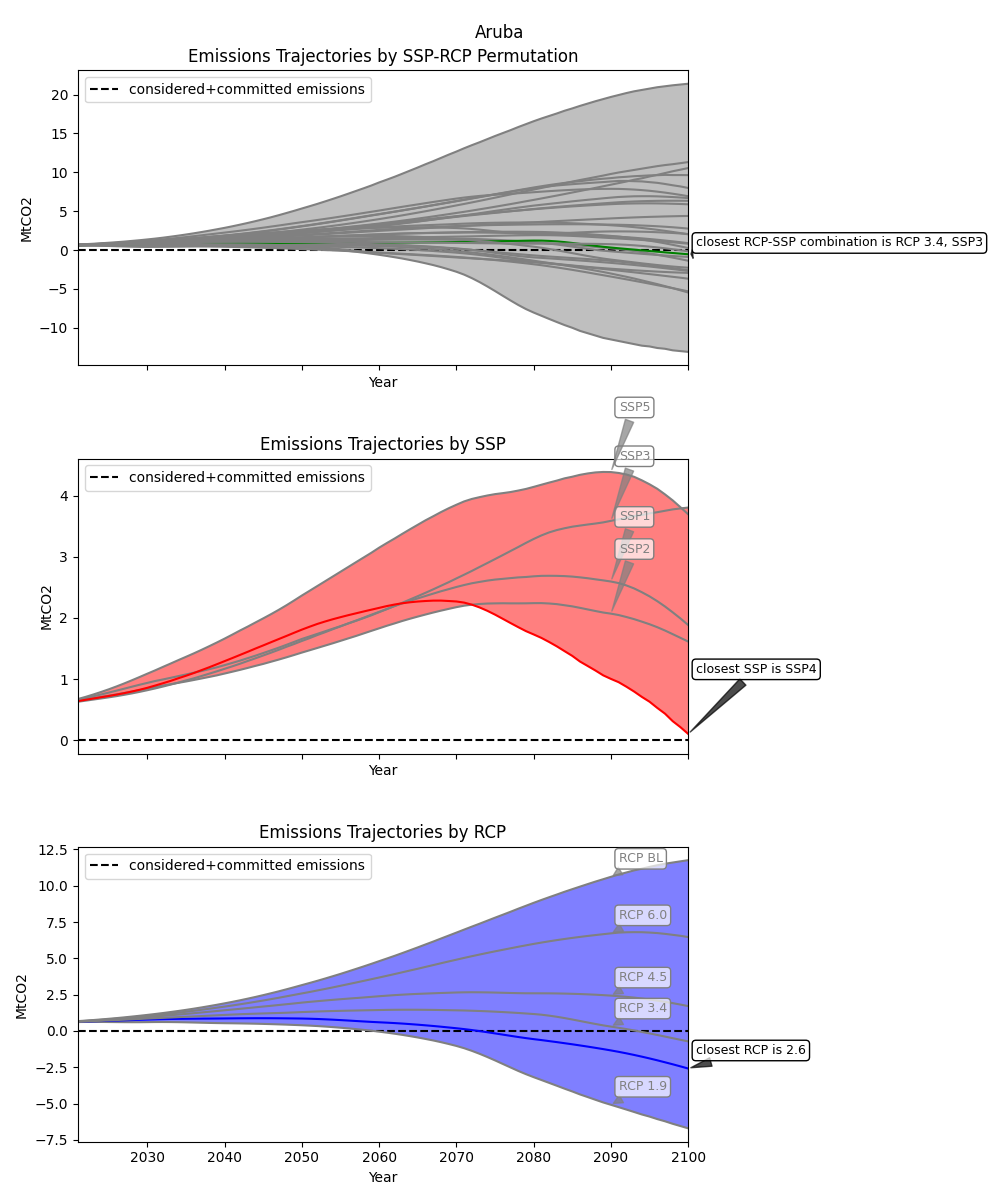 Aruba
Emissions Trajectories by SSP-RCP Permutation
considered+committed emissions
20
15
10
5
0
−5
−10
MtCO2
closest RCP-SSP combination is RCP 3.4, SSP3
Year
Emissions Trajectories by SSP
SSP5
SSP3
SSP1
SSP2
considered+committed emissions
4
3
2
1
0
MtCO2
closest SSP is SSP4
Year
Emissions Trajectories by RCP
considered+committed emissions
RCP BL
RCP 6.0
RCP 4.5
RCP 3.4
RCP 1.9
12.5
10.0
7.5
5.0
2.5
0.0
−2.5
−5.0
−7.5
MtCO2
closest RCP is 2.6
2030 2040 2050 2060 2070 2080 2090 2100
Year